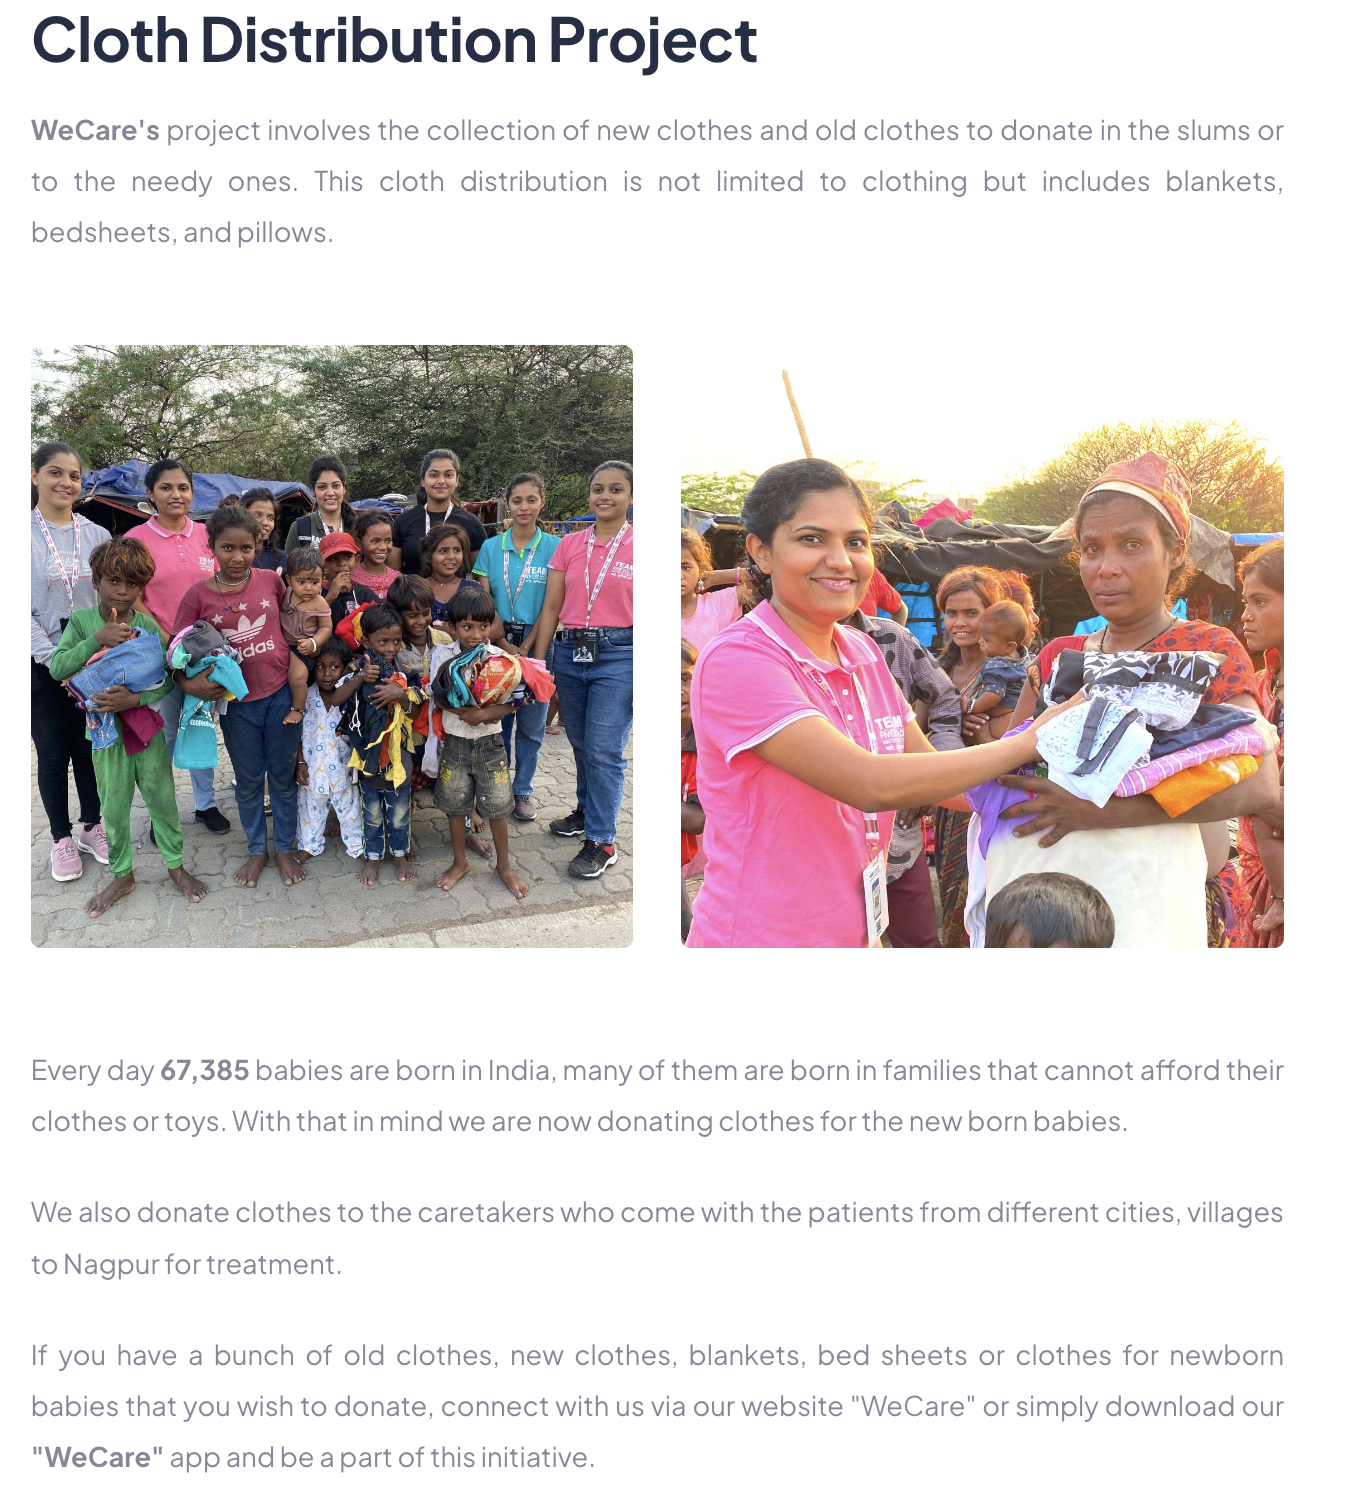 Cloth Distribution Project
WeCare's project involves the collection of new clothes and old clothes to donate in the slums or
to the needy ones. This cloth distribution is not limited to clothing but includes blankets,
bedsheets, and pillows.
TEAM
TEAM
idas
TEAM
Every day 67,385 babies are born in India, many of them are born in families that cannot afford their
clothes or toys. With that in mind we are now donating clothes for the new born babies.
We also donate clothes to the caretakers who come with the patients from different cities, villages
to Nagpur for treatment.
If you have a bunch of old clothes, new clothes, blankets, bed sheets or clothes for newborn
babies that you wish to donate, connect with us via our website "WeCare" or simply download our
"WeCare" app and be a part of this initiative.